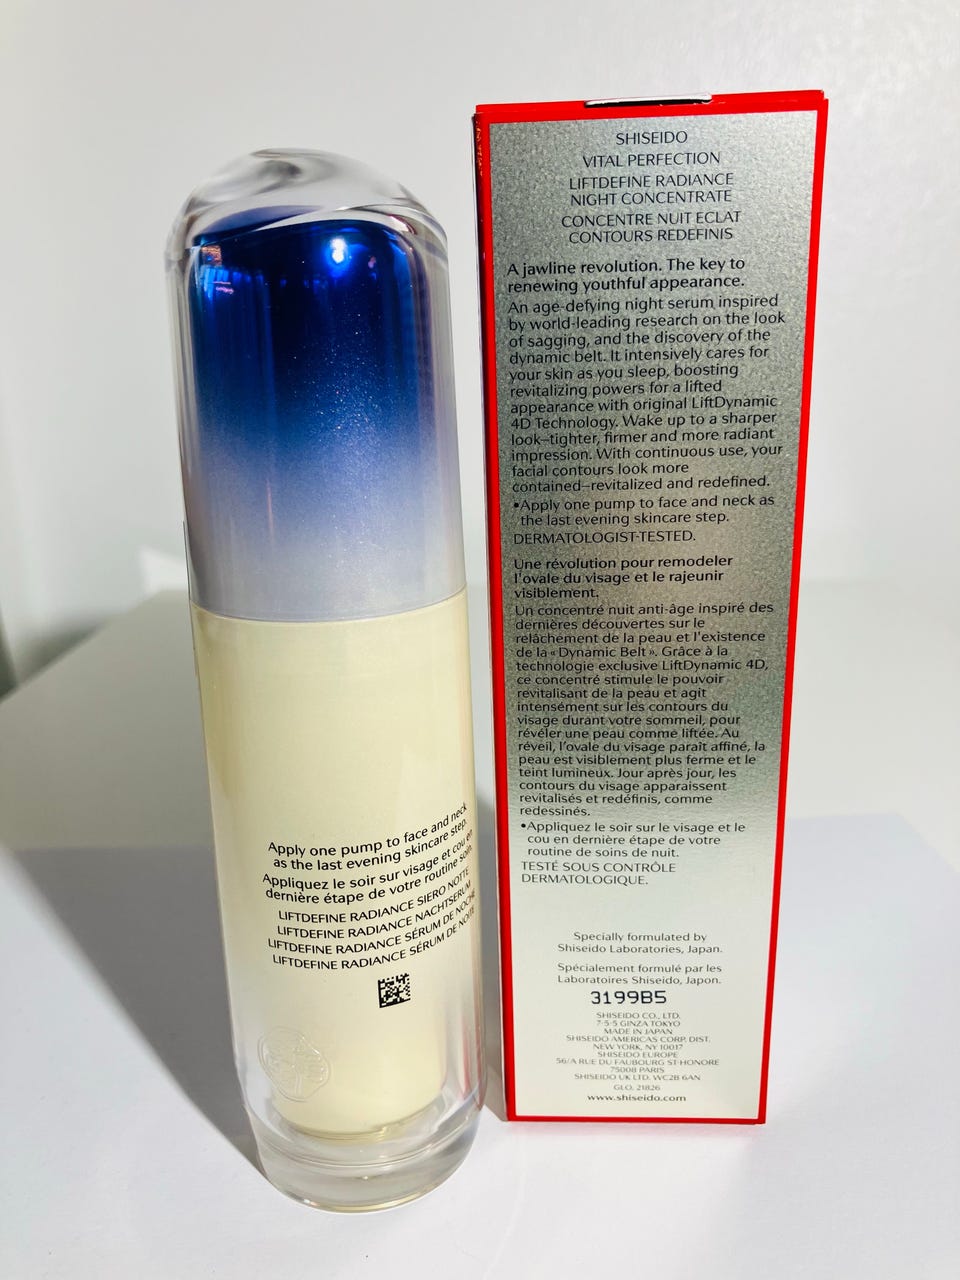 Apply one pump to face and neck
as the last evening skincare step.
Appliquez le soir sur visage et cou en
dernière étape de votre routine soin.
LIFTDEFINE RADIANCE SIERO NOTTE
LIFTDEFINE RADIANCE NACHTSERUM
LIFTDEFINE RADIANCE SÉRUM DE NOCHE
LIFTDEFINE RADIANCE SÉRUM DE NOITE
SHISEIDO
VITAL PERFECTION
LIFTDEFINE RADIANCE
NIGHT CONCENTRATE
CONCENTRE NUIT ECLAT
CONTOURS REDEFINIS
A jawline revolution. The key to
renewing youthful appearance.
An age-defying night serum inspired
by world-leading research on the look
of sagging, and the discovery of the
dynamic belt. It intensively cares for
your skin as you sleep, boosting
revitalizing powers for a lifted
appearance with original LiftDynamic
4D Technology. Wake up to a sharper
look–tighter, firmer and more radiant
impression. With continuous use, your
facial contours look more
contained–revitalized and redefined.
•Apply one pump to face and neck as
the last evening skincare step.
DERMATOLOGIST-TESTED.
Une révolution pour remodeler
l'ovale du visage et le rajeunir
visiblement.
Un concentré nuit anti-âge inspiré des
dernières découvertes sur le
relâchement de la peau et l'existence
de la « Dynamic Belt ». Grâce à la
technologie exclusive LiftDynamic 4D,
ce concentré stimule le pouvoir
revitalisant de la peau et agit
intensément sur les contours du
visage durant votre sommeil, pour
révéler une peau comme liftée. Au
réveil, l'ovale du visage paraît affiné, la
peau est visiblement plus ferme et le
teint lumineux. Jour après jour, les
contours du visage apparaissent
revitalisés et redéfinis, comme
redessinés.
•Appliquez le soir sur le visage et le
cou en dernière étape de votre
routine de soins de nuit.
TESTÉ SOUS CONTRÔLE
DERMATOLOGIQUE.
Specially formulated by
Shiseido Laboratories, Japan.
Spécialement formulé par les
Laboratoires Shiseido, Japon.
3199B5
SHISEIDO CO., LTD.
7-5-5 GINZA TOKYO
MADE IN JAPAN
SHISEIDO AMERICAS CORP. DIST.
NEW YORK, NY 10017
SHISEIDO EUROPE
56/A RUE DU FAUBOURG ST-HONORE
75008 PARIS
SHISEIDO UK LTD. WC2B 6AN
GLO. 21826
www.shiseido.com